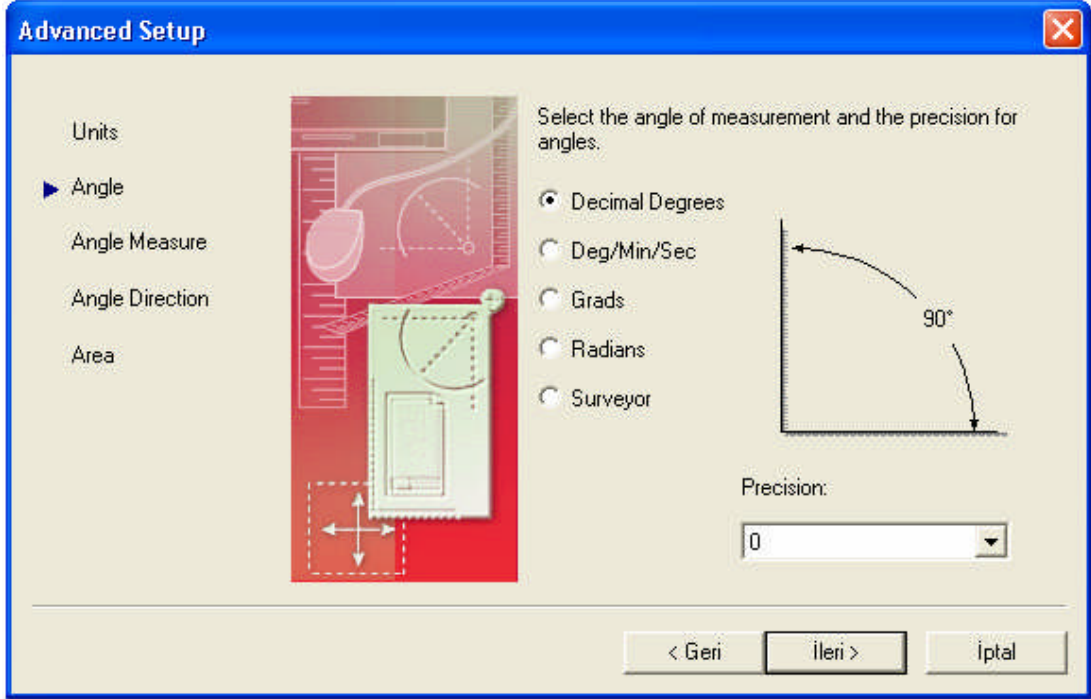 Advanced Setup
Units
Angle
Angle Measure
Angle Direction
Area
Select the angle of measurement and the precision for
angles.
Decimal Degrees
Deg/Min/Sec
Grads
Radians
Surveyor
90°
Precision:
0
< Geri
İleri >
İptal